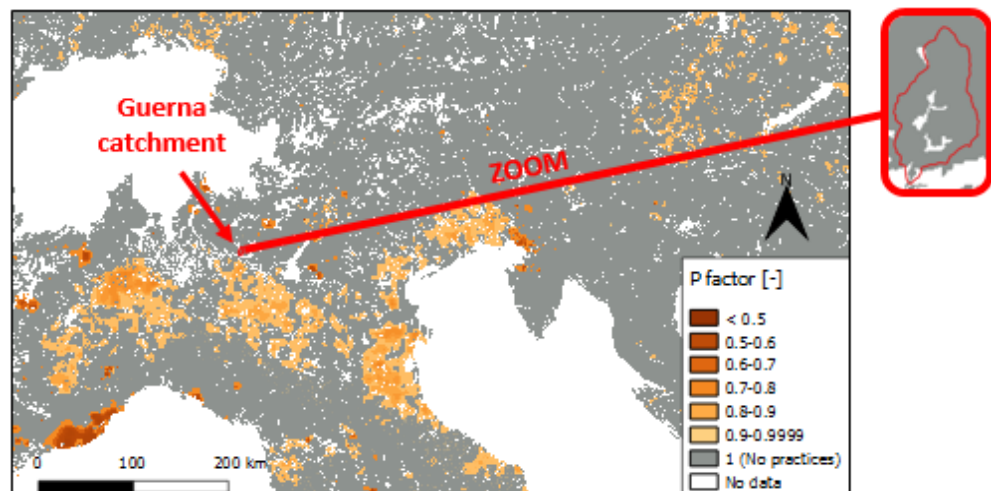 Guerna
catchment
ZOOM
N
P factor [-]
< 0.5
0.5-0.6
0.6-0.7
0.7-0.8
0.8-0.9
0.9-0.9999
1 (No practices)
No data
0 100 200 km